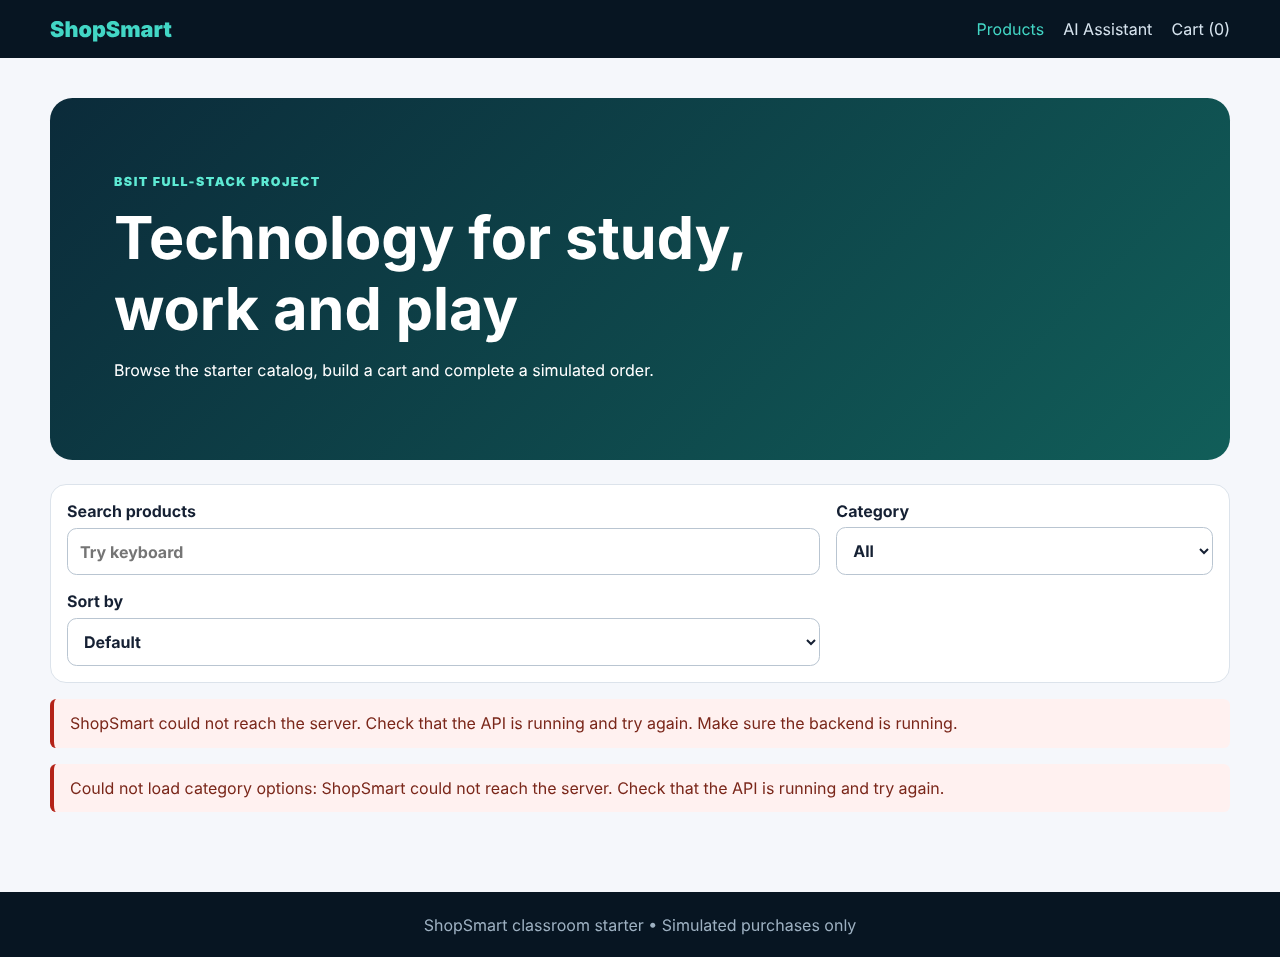 ShopSmart
Products
AI Assistant
Cart (0)
BSIT FULL-STACK PROJECT
Technology for study,
work and play
Browse the starter catalog, build a cart and complete a simulated order.
Search products
Category
Try keyboard
All
Sort by
Default
ShopSmart could not reach the server. Check that the API is running and try again. Make sure the backend is running.
Could not load category options: ShopSmart could not reach the server. Check that the API is running and try again.
ShopSmart classroom starter • Simulated purchases only